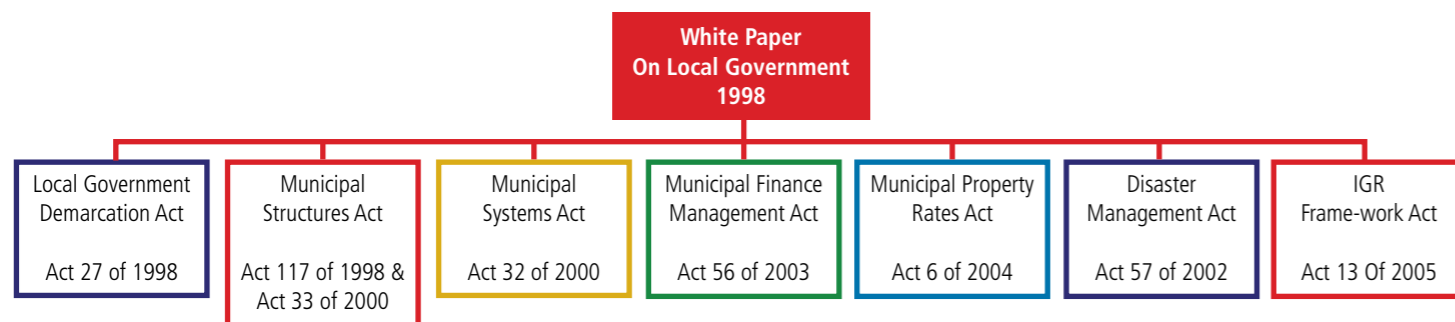 White Paper
On Local Government
1998
Local Government
Demarcation Act
Act 27 of 1998
Municipal
Structures Act
Act 117 of 1998 &
Act 33 of 2000
Municipal
Systems Act
Act 32 of 2000
Municipal Finance
Management Act
Act 56 of 2003
Municipal Property
Rates Act
Act 6 of 2004
Disaster
Management Act
Act 57 of 2002
IGR
Frame-work Act
Act 13 Of 2005